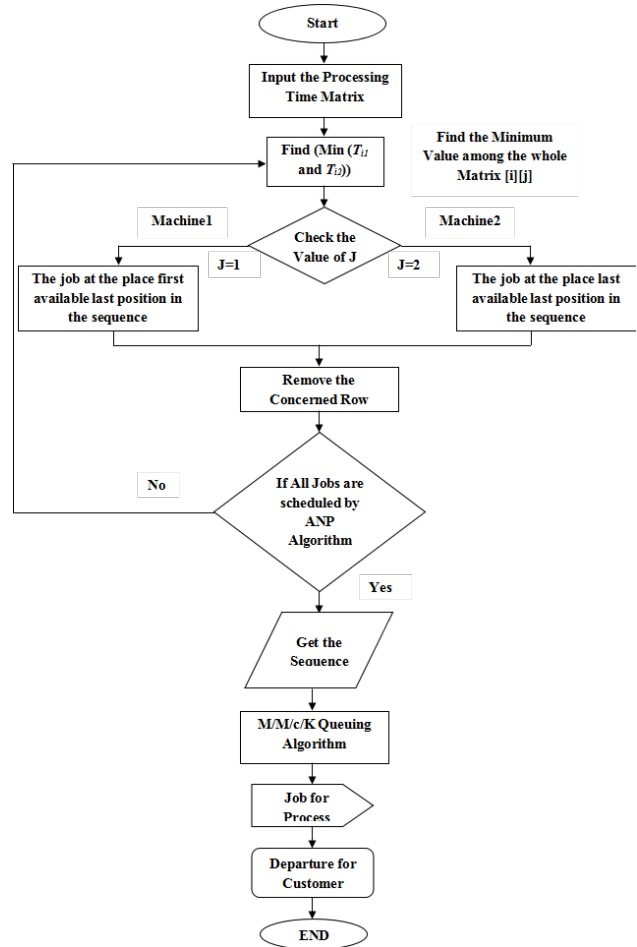 Start
Input the Processing
Time Matrix
Find (Min (Ti1
and Ti2))
Find the Minimum
Value among the whole
Matrix [i][j]
Machine1
Machine2
Check the
Value of J
J=1
J=2
The job at the place first
available last position in
the sequence
The job at the place last
available last position in
the sequence
Remove the
Concerned Row
No
If All Jobs are
scheduled by
ANP
Algorithm
Yes
Get the
Sequence
M/M/c/K Queuing
Algorithm
Job for
Process
Departure for
Customer
END